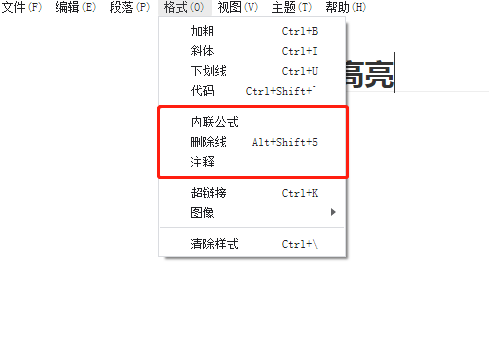 文件(F) 编辑(E) 段落(P) 格式(O) 视图(V) 主题(T) 帮助(H)
加粗 Ctrl+B
斜体 Ctrl+I
下划线 Ctrl+U
高亮
代码 Ctrl+Shift+`
内联公式
删除线 Alt+Shift+5
注释
超链接 Ctrl+K
图像
清除样式 Ctrl+\